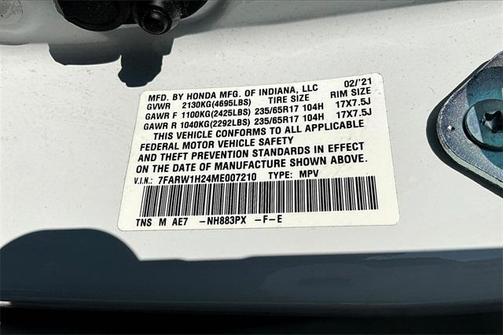 MFD. BY HONDA MFG. OF INDIANA, LLC 02/'21
GVWR 2130KG(4695LBS) TIRE SIZE RIM SIZE
GAWR F 1100KG(2425LBS) 235/65R17 104H 17X7.5J
GAWR R 1040KG(2292LBS) 235/65R17 104H 17X7.5J
THIS VEHICLE CONFORMS TO ALL APPLICABLE
FEDERAL MOTOR VEHICLE SAFETY
AND THEFT PREVENTION STANDARDS IN EFFECT
ON THE DATE OF MANUFACTURE SHOWN ABOVE.
V.I.N.: 7FARW1H24ME007210 TYPE: MPV
TNS M AE7 -NH883PX -F-E